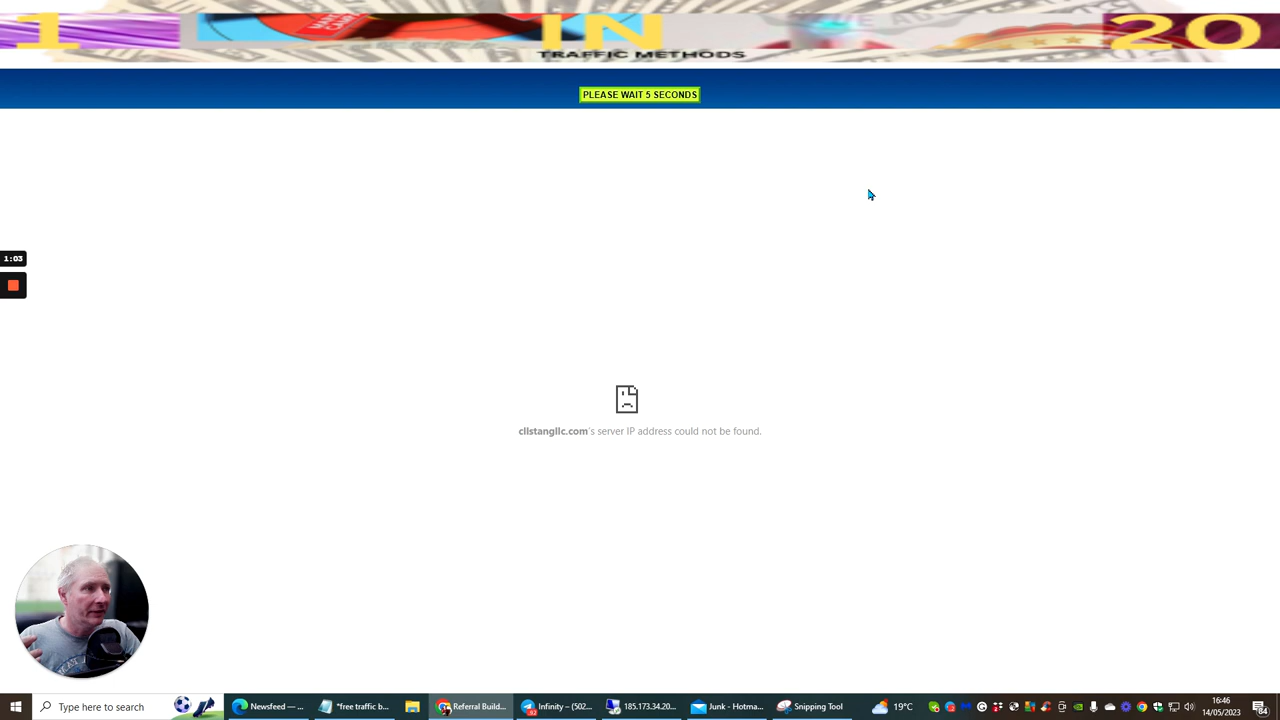 1 IN 20
TRAFFIC METHODS
PLEASE WAIT 5 SECONDS
1:03
clistangllc.com's server IP address could not be found.
Type here to search
Newsfeed — ...
*free traffic b...
Referral Build...
Infinity – (502...
93
185.173.34.20...
Junk - Hotma...
Snipping Tool
19°C
16:46
14/05/2023
24